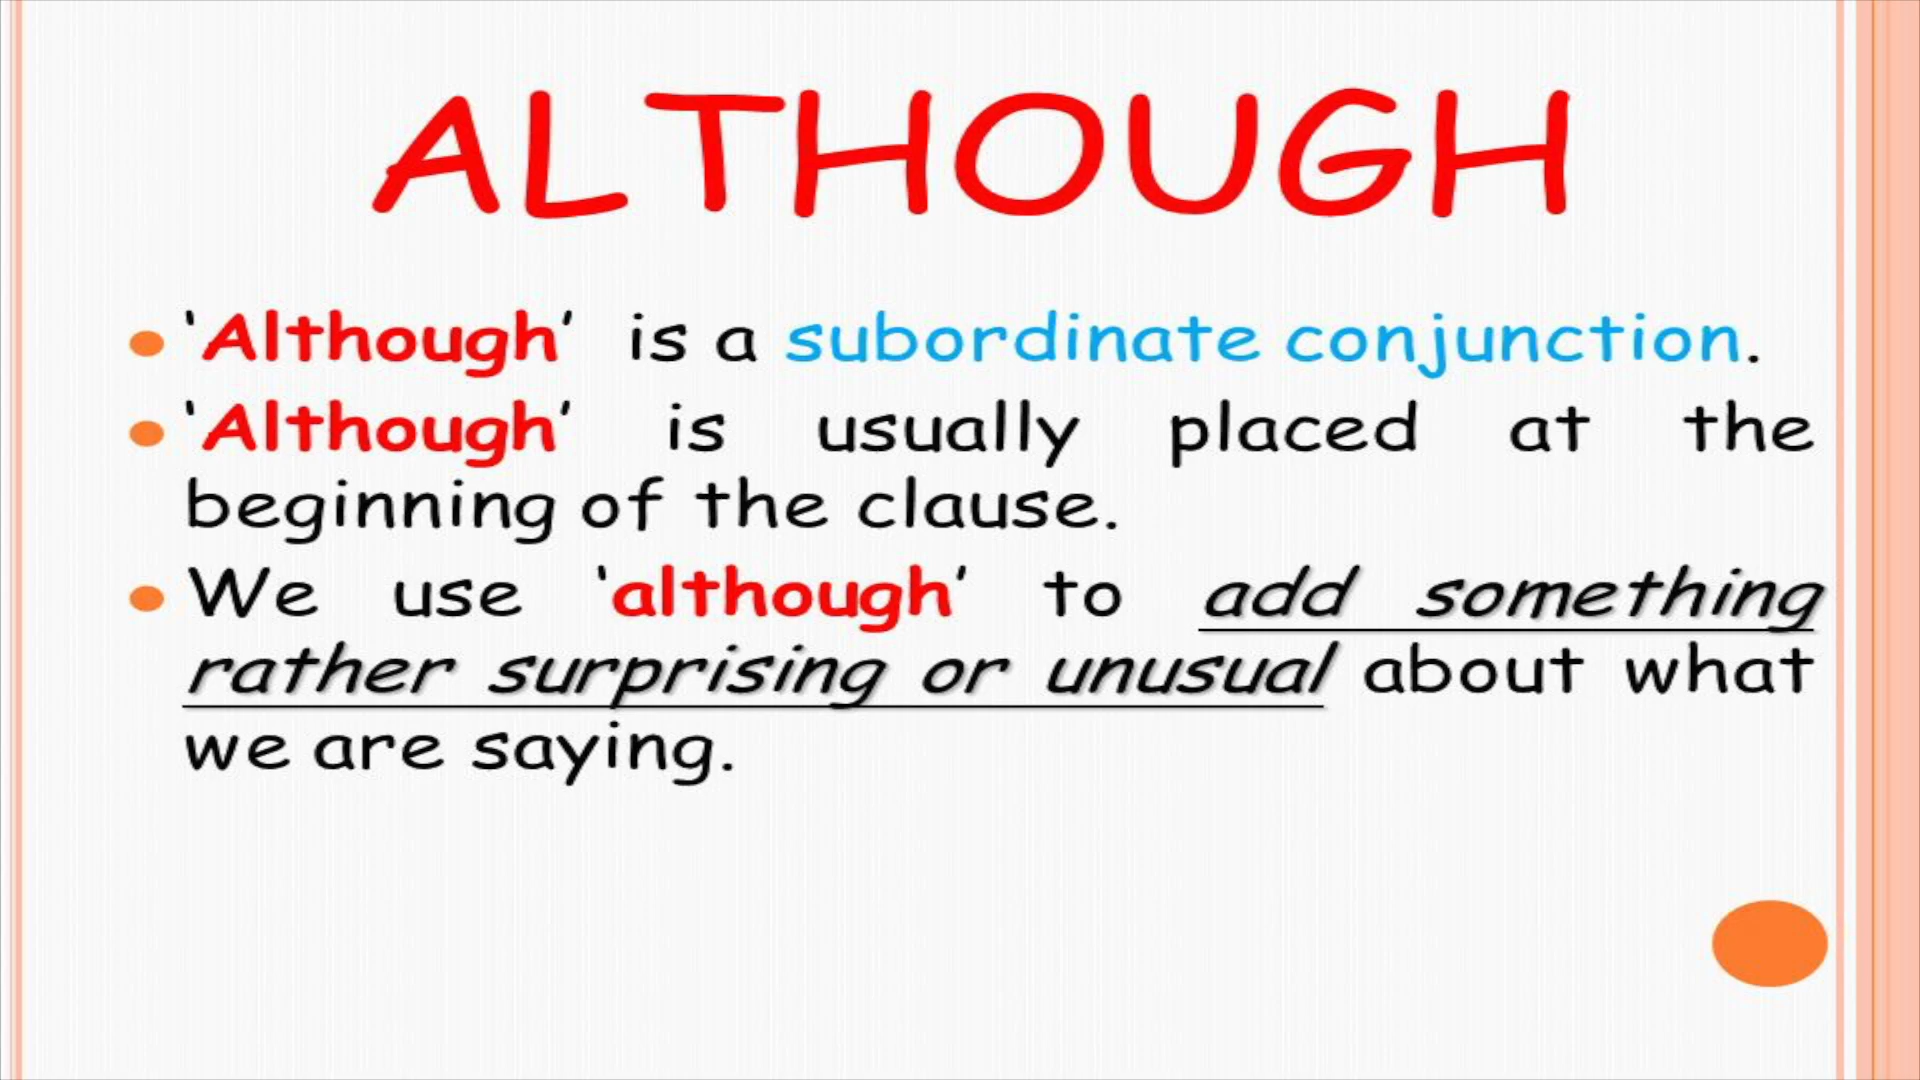 ALTHOUGH
‘Although’ is a subordinate conjunction.
‘Although’ is usually placed at the
beginning of the clause.
We use ‘although’ to add something
rather surprising or unusual about what
we are saying.